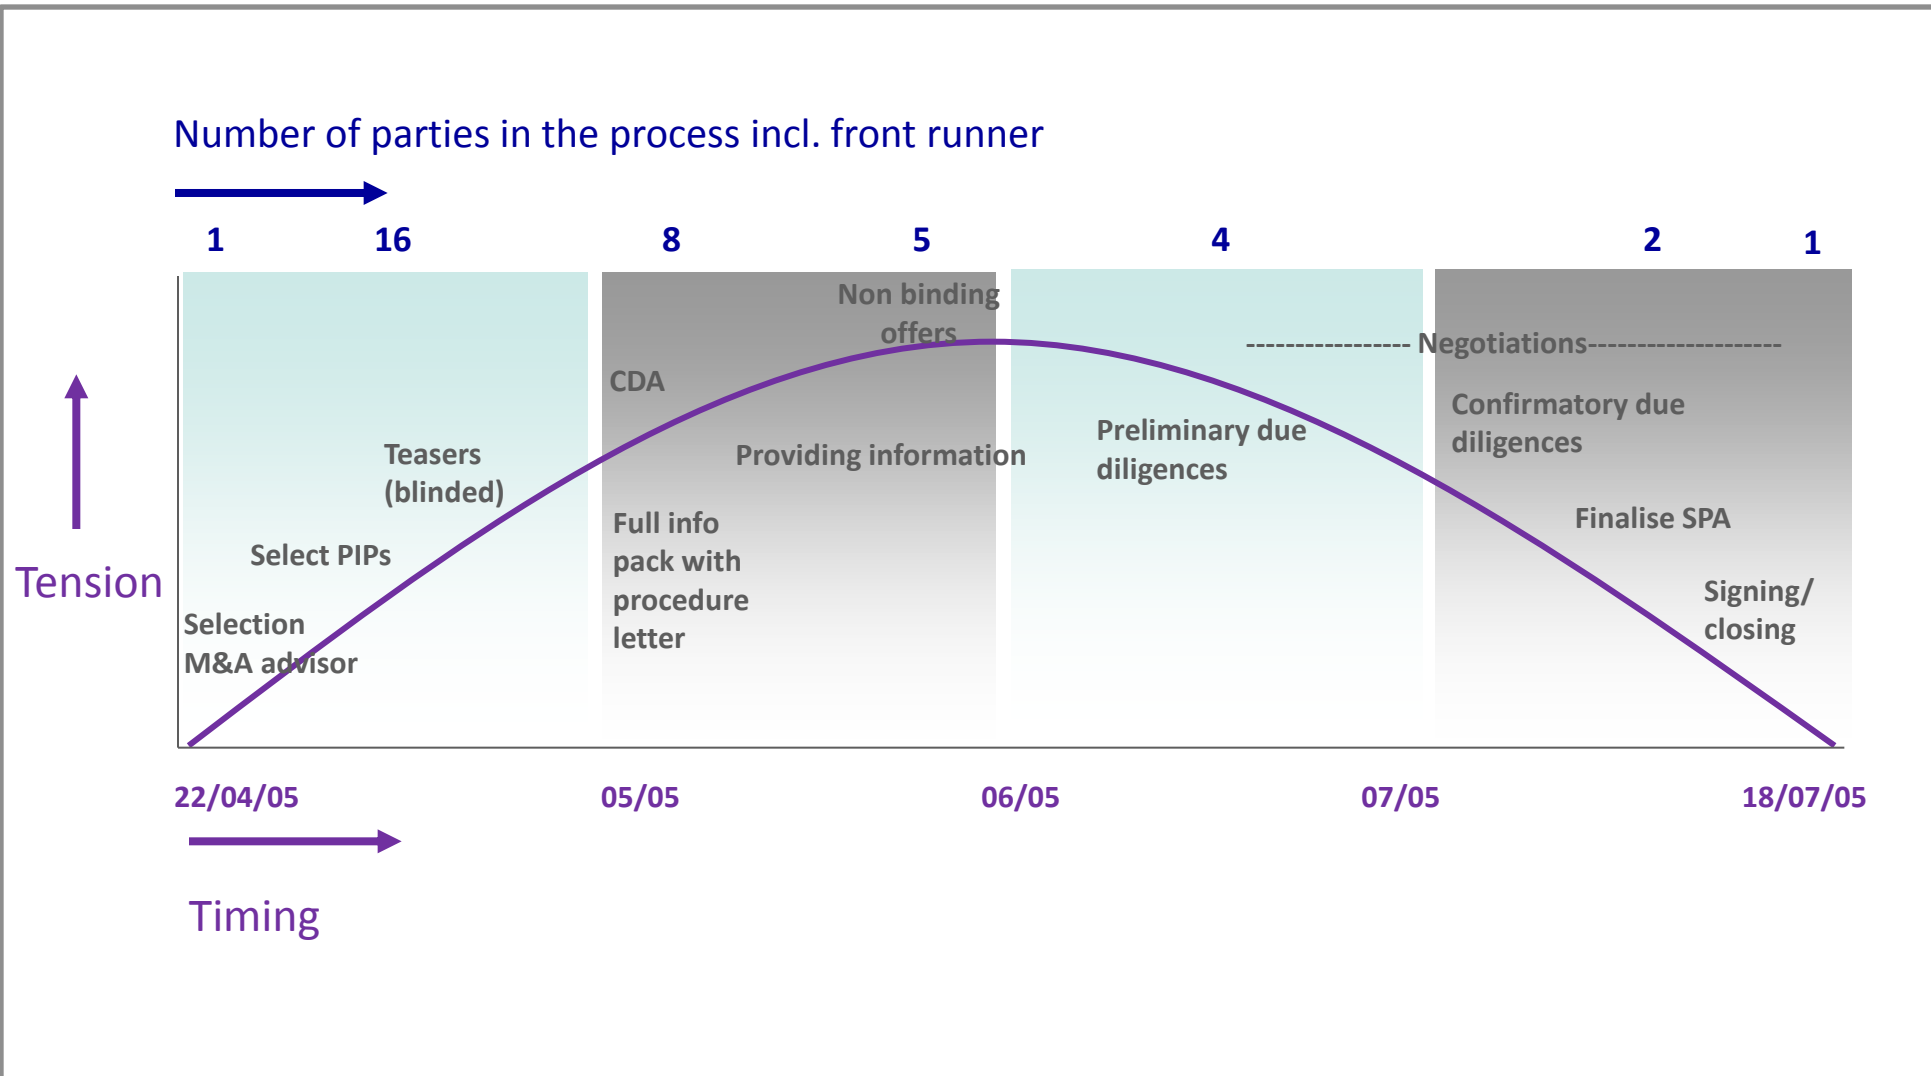 Number of parties in the process incl. front runner
1 16 8 5 4 2 1
Non binding
offers
---------------- Negotiations-------------------
CDA
Confirmatory due
diligences
Preliminary due
diligences
Teasers
(blinded)
Providing information
Full info
pack with
procedure
letter
Finalise SPA
Select PIPs
Tension
Signing/
closing
Selection
M&A advisor
22/04/05 05/05 06/05 07/05 18/07/05
Timing